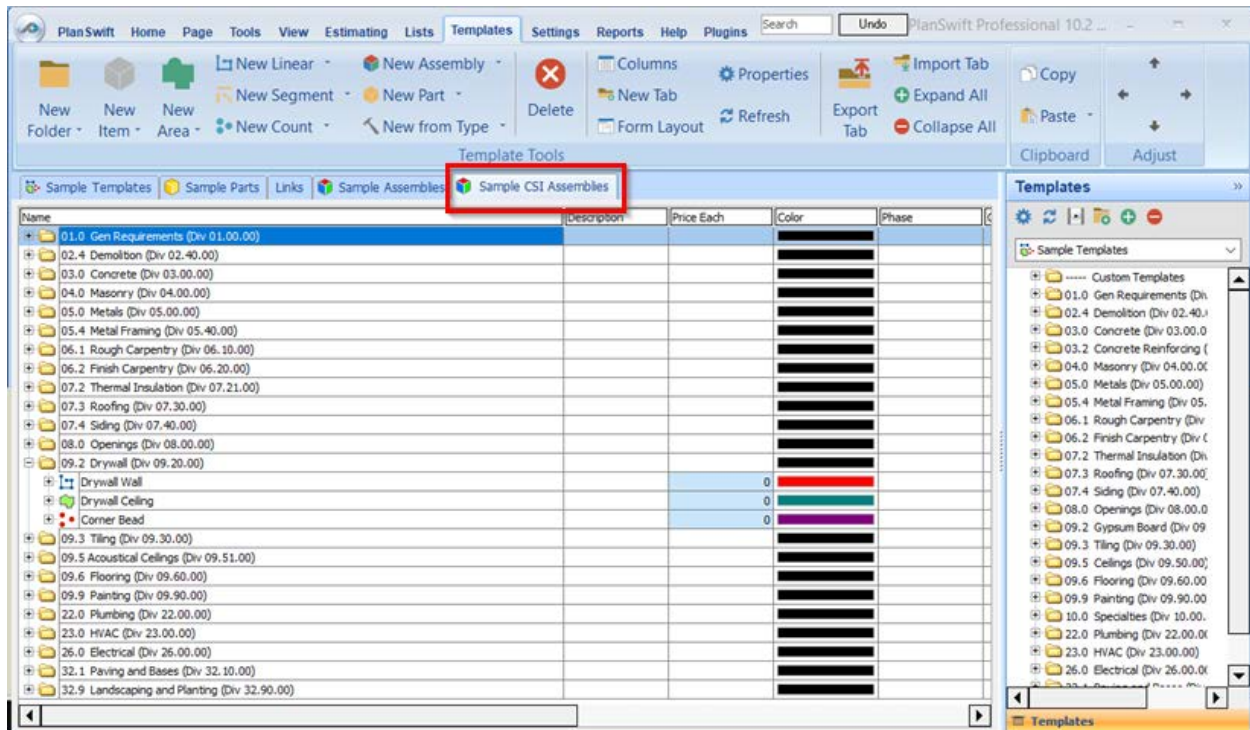 PlanSwift Home Page Tools View Estimating Lists Templates Settings Reports Help Plugins Search Undo PlanSwift Professional 10.2 ...
New Folder
New Item
New Area
New Linear
New Segment
New Count
New Assembly
New Part
New from Type
Delete
Columns
New Tab
Form Layout
Properties
Refresh
Export Tab
Import Tab
Expand All
Collapse All
Copy
Paste
Template Tools Clipboard Adjust
Sample Templates Sample Parts Links Sample Assemblies Sample CSI Assemblies
Name Description Price Each Color Phase
01.0 Gen Requirements (Div 01.00.00)
02.4 Demolition (Div 02.40.00)
03.0 Concrete (Div 03.00.00)
04.0 Masonry (Div 04.00.00)
05.0 Metals (Div 05.00.00)
05.4 Metal Framing (Div 05.40.00)
06.1 Rough Carpentry (Div 06.10.00)
06.2 Finish Carpentry (Div 06.20.00)
07.2 Thermal Insulation (Div 07.21.00)
07.3 Roofing (Div 07.30.00)
07.4 Siding (Div 07.40.00)
08.0 Openings (Div 08.00.00)
09.2 Drywall (Div 09.20.00)
Drywall Wall 0
Drywall Ceiling 0
Corner Bead 0
09.3 Tiling (Div 09.30.00)
09.5 Acoustical Ceilings (Div 09.51.00)
09.6 Flooring (Div 09.60.00)
09.9 Painting (Div 09.90.00)
22.0 Plumbing (Div 22.00.00)
23.0 HVAC (Div 23.00.00)
26.0 Electrical (Div 26.00.00)
32.1 Paving and Bases (Div 32.10.00)
32.9 Landscaping and Planting (Div 32.90.00)
Templates
Sample Templates
----- Custom Templates
01.0 Gen Requirements (Div
02.4 Demolition (Div 02.40.
03.0 Concrete (Div 03.00.0
03.2 Concrete Reinforcing (
04.0 Masonry (Div 04.00.00
05.0 Metals (Div 05.00.00)
05.4 Metal Framing (Div 05.
06.1 Rough Carpentry (Div
06.2 Finish Carpentry (Div
07.2 Thermal Insulation (Div
07.3 Roofing (Div 07.30.00)
07.4 Siding (Div 07.40.00)
08.0 Openings (Div 08.00.0
09.2 Gypsum Board (Div 09
09.3 Tiling (Div 09.30.00)
09.5 Ceilings (Div 09.50.00)
09.6 Flooring (Div 09.60.00
09.9 Painting (Div 09.90.00
10.0 Specialties (Div 10.00.
22.0 Plumbing (Div 22.00.00
23.0 HVAC (Div 23.00.00)
26.0 Electrical (Div 26.00.00
Templates